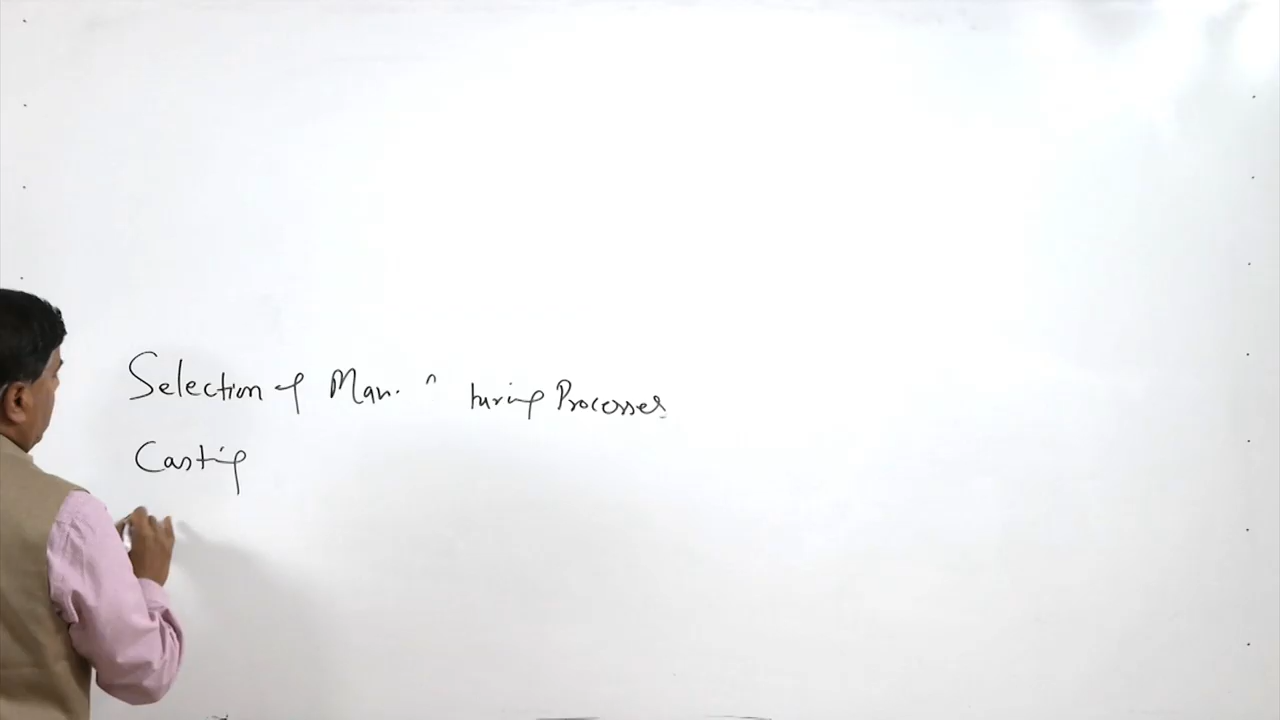 Selection of Man. turing Processes
Casting